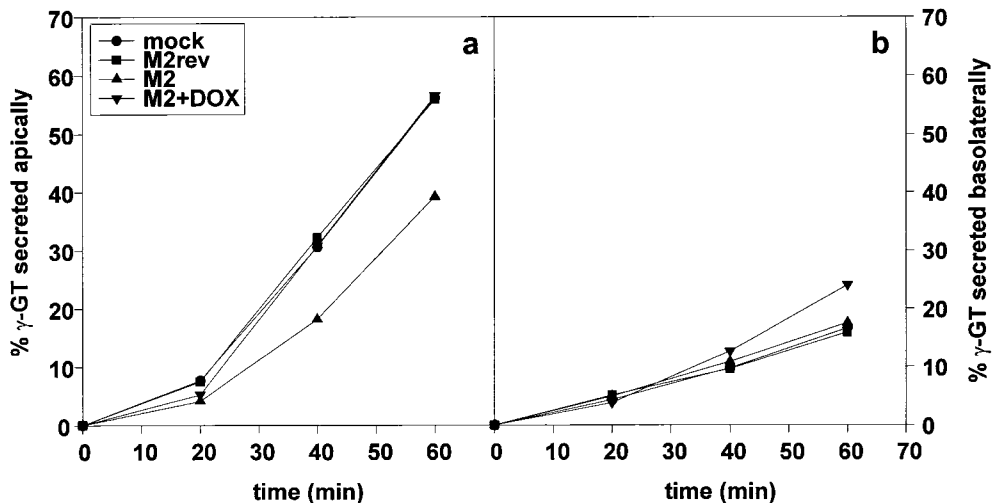 mock
M2rev
M2
M2+DOX
a
70
60
50
40
30
20
10
0
% γ-GT secreted apically
0 10 20 30 40 50 60
time (min)
b
70
60
50
40
30
20
10
0
% γ-GT secreted basolaterally
0 10 20 30 40 50 60 70
time (min)